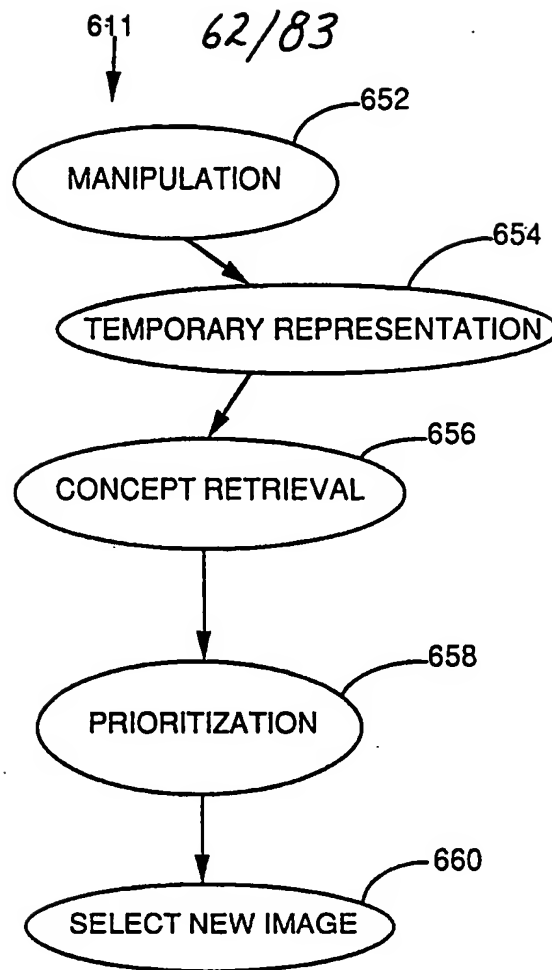 611 62/83
652
MANIPULATION
654
TEMPORARY REPRESENTATION
656
CONCEPT RETRIEVAL
658
PRIORITIZATION
660
SELECT NEW IMAGE